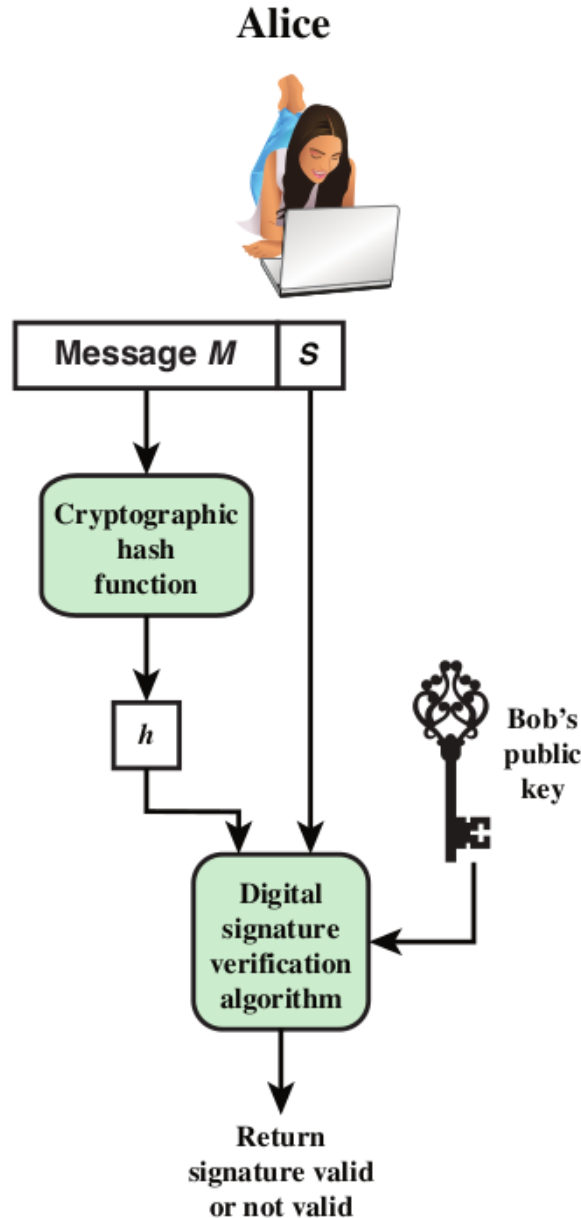 Alice
Message M
S
Cryptographic
hash
function
h
Bob's
public
key
Digital
signature
verification
algorithm
Return
signature valid
or not valid